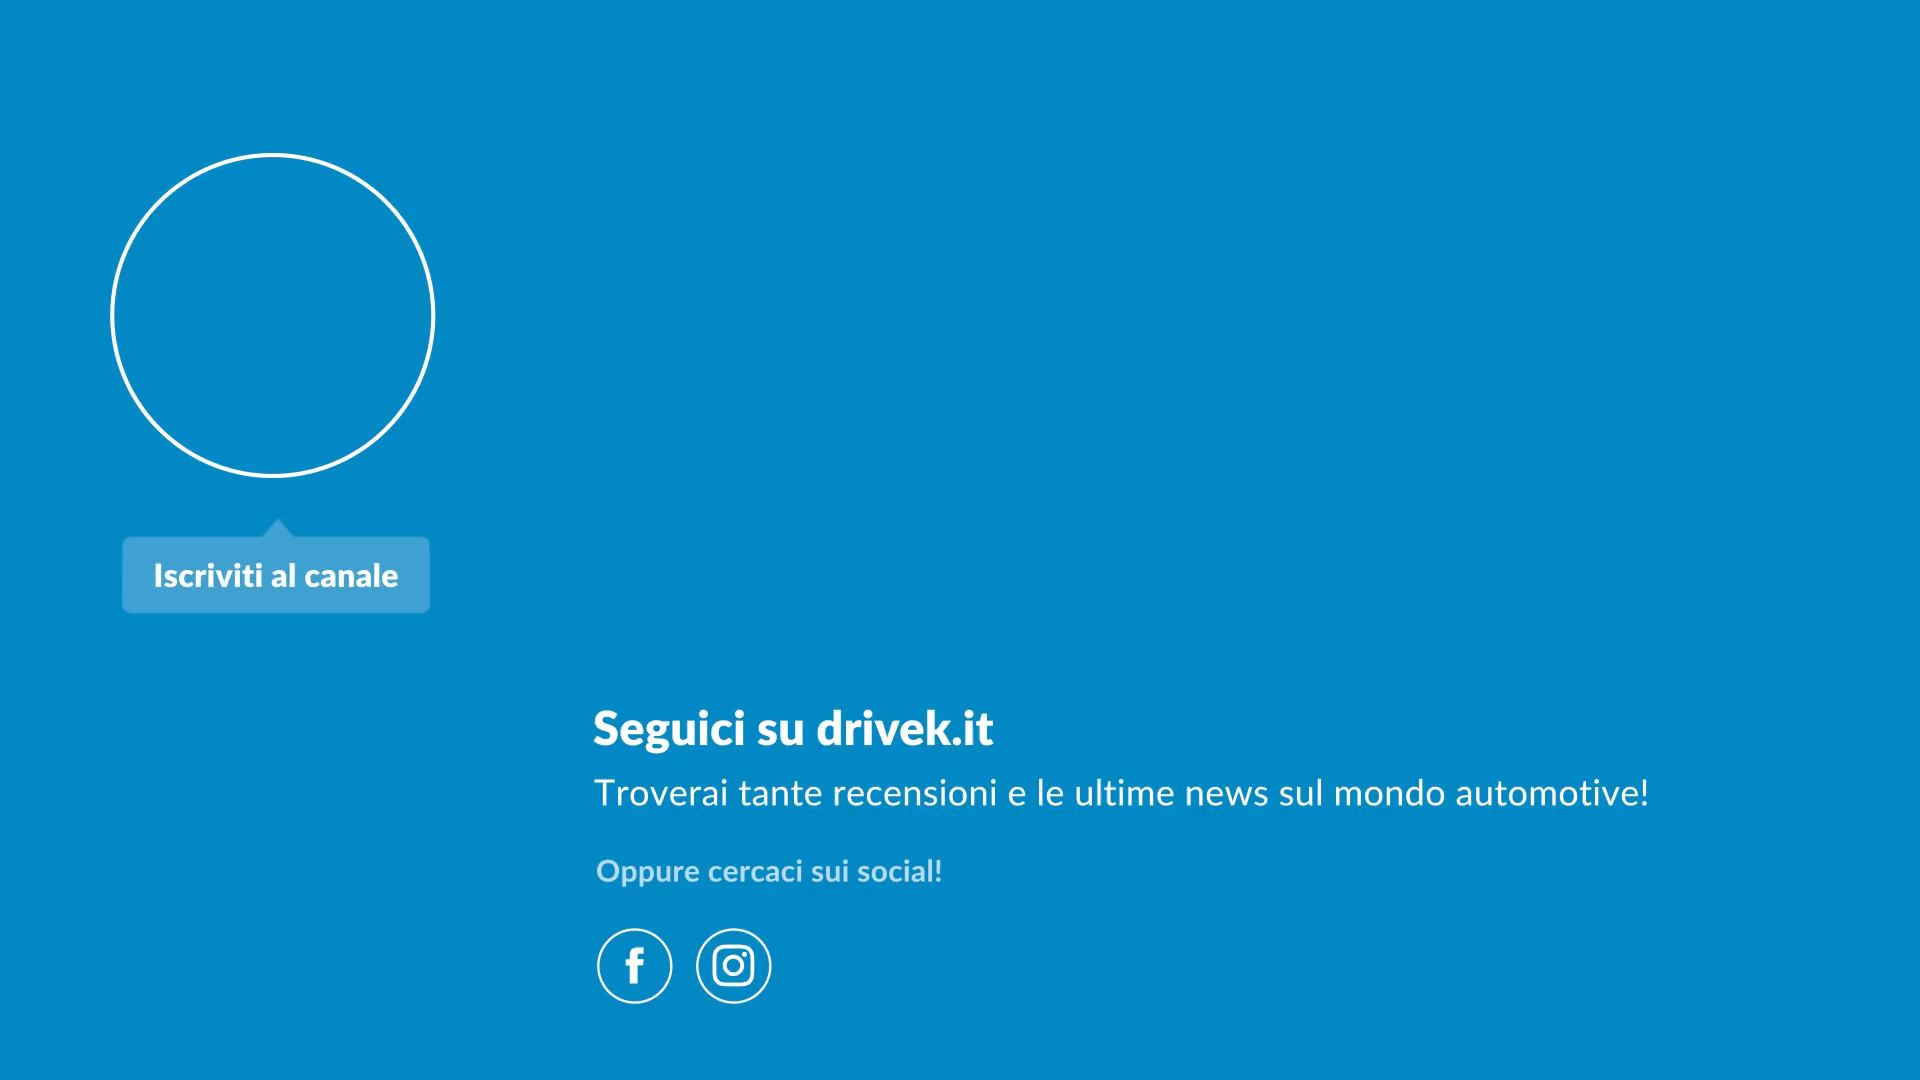 Iscriviti al canale
Seguici su drivek.it
Troverai tante recensioni e le ultime news sul mondo automotive!
Oppure cercaci sui social!